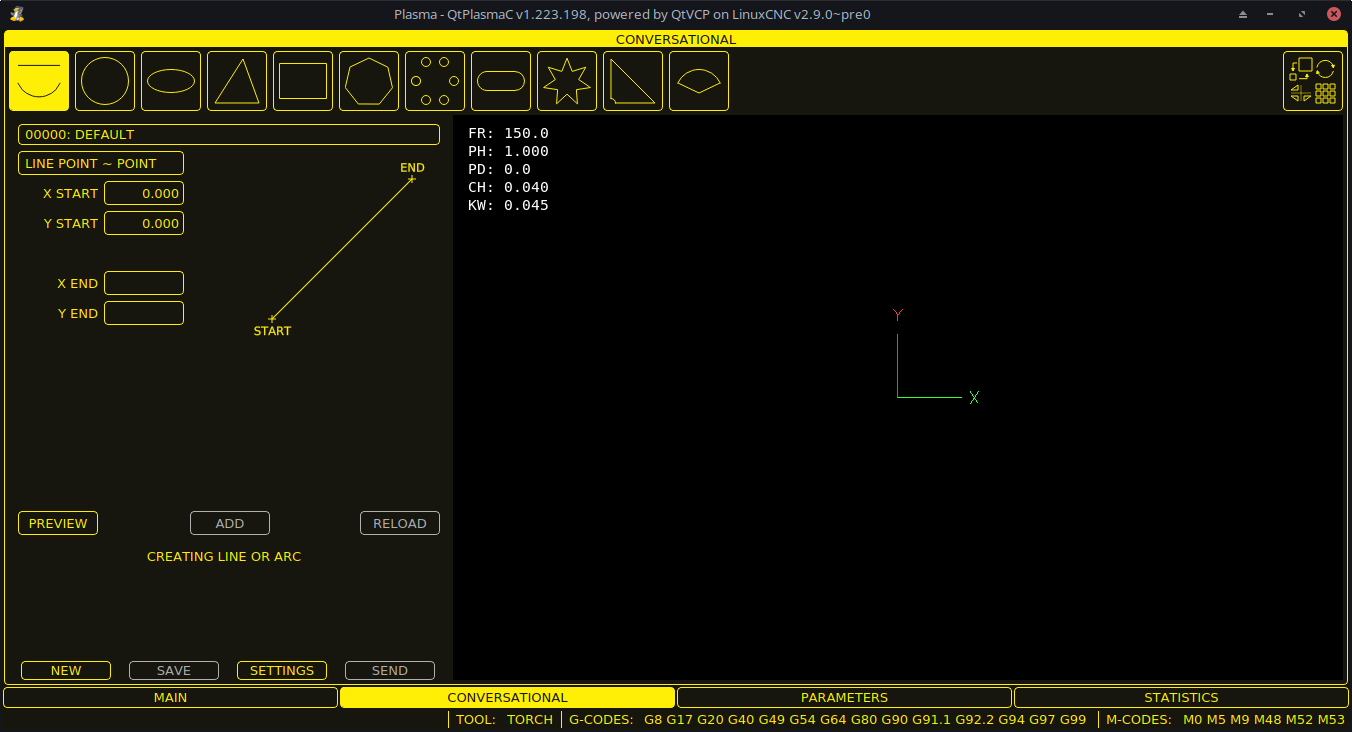 Plasma - QtPlasmaC v1.223.198, powered by QtVCP on LinuxCNC v2.9.0~pre0
CONVERSATIONAL
00000: DEFAULT
LINE POINT ~ POINT
X START 0.000
Y START 0.000
X END
Y END
END
START
FR: 150.0
PH: 1.000
PD: 0.0
CH: 0.040
KW: 0.045
Y
X
PREVIEW ADD RELOAD
CREATING LINE OR ARC
NEW SAVE SETTINGS SEND
MAIN CONVERSATIONAL PARAMETERS STATISTICS
TOOL: TORCH G-CODES: G8 G17 G20 G40 G49 G54 G64 G80 G90 G91.1 G92.2 G94 G97 G99 M-CODES: M0 M5 M9 M48 M52 M53